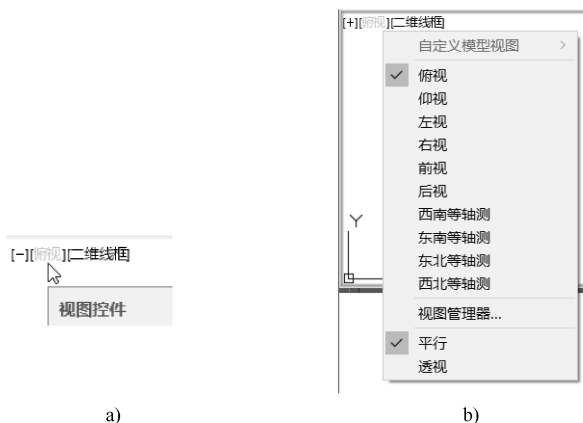 [−][俯视][二维线框]
视图控件
a)
[+][俯视][二维线框]
自定义模型视图
俯视
仰视
左视
右视
前视
后视
西南等轴测
东南等轴测
东北等轴测
西北等轴测
视图管理器...
平行
透视
Y
b)